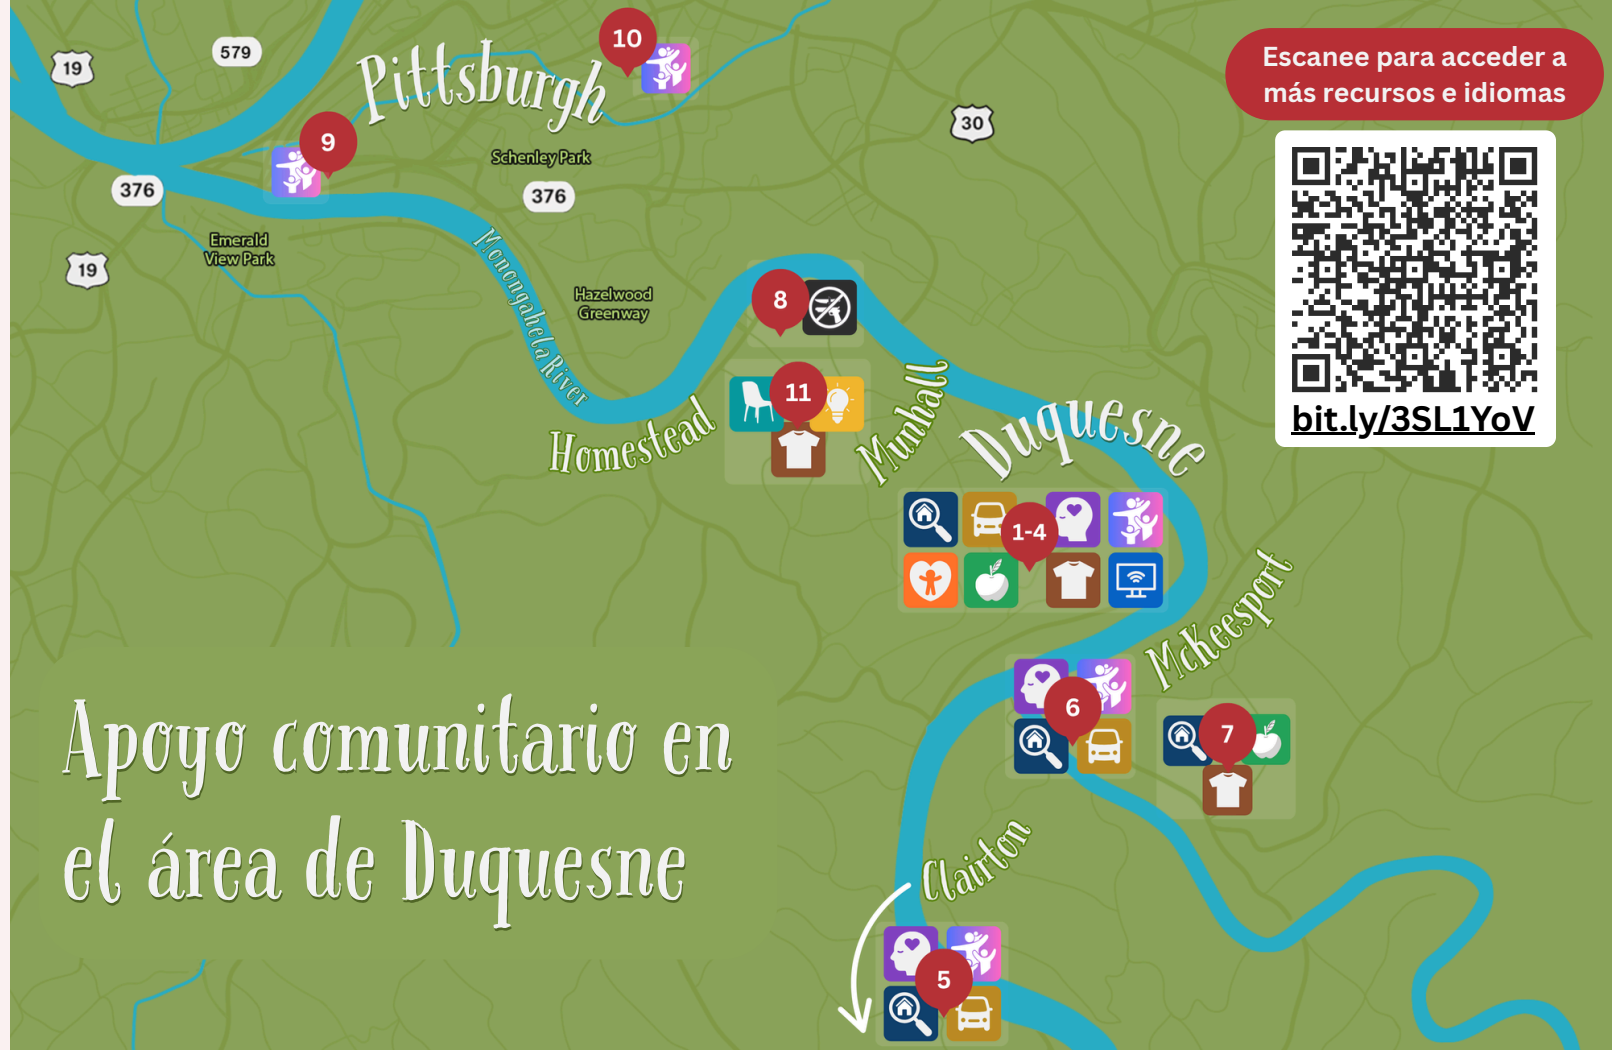 19
579
Pittsburgh
10
30
Escanee para acceder a
más recursos e idiomas
9
Schenley Park
376
376
Emerald
View Park
19
Monongahela River
Hazelwood
Greenway
8
bit.ly/3SL1YoV
11
Homestead
Munhall
Duquesne
1-4
McKeesport
6
7
Apoyo comunitario en
el área de Duquesne
Clairton
5